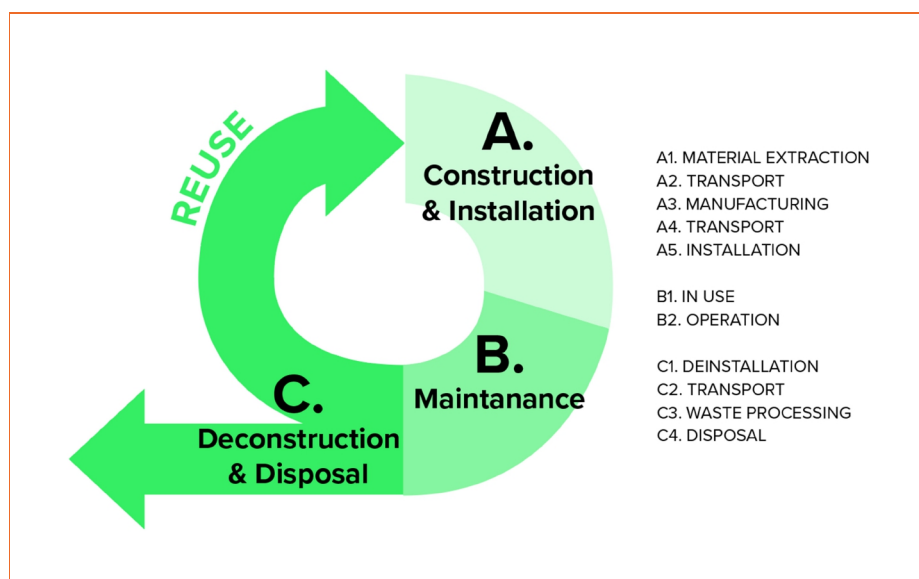 REUSE
A.
Construction
& Installation
B.
Maintanance
C.
Deconstruction
& Disposal
A1. MATERIAL EXTRACTION
A2. TRANSPORT
A3. MANUFACTURING
A4. TRANSPORT
A5. INSTALLATION
B1. IN USE
B2. OPERATION
C1. DEINSTALLATION
C2. TRANSPORT
C3. WASTE PROCESSING
C4. DISPOSAL